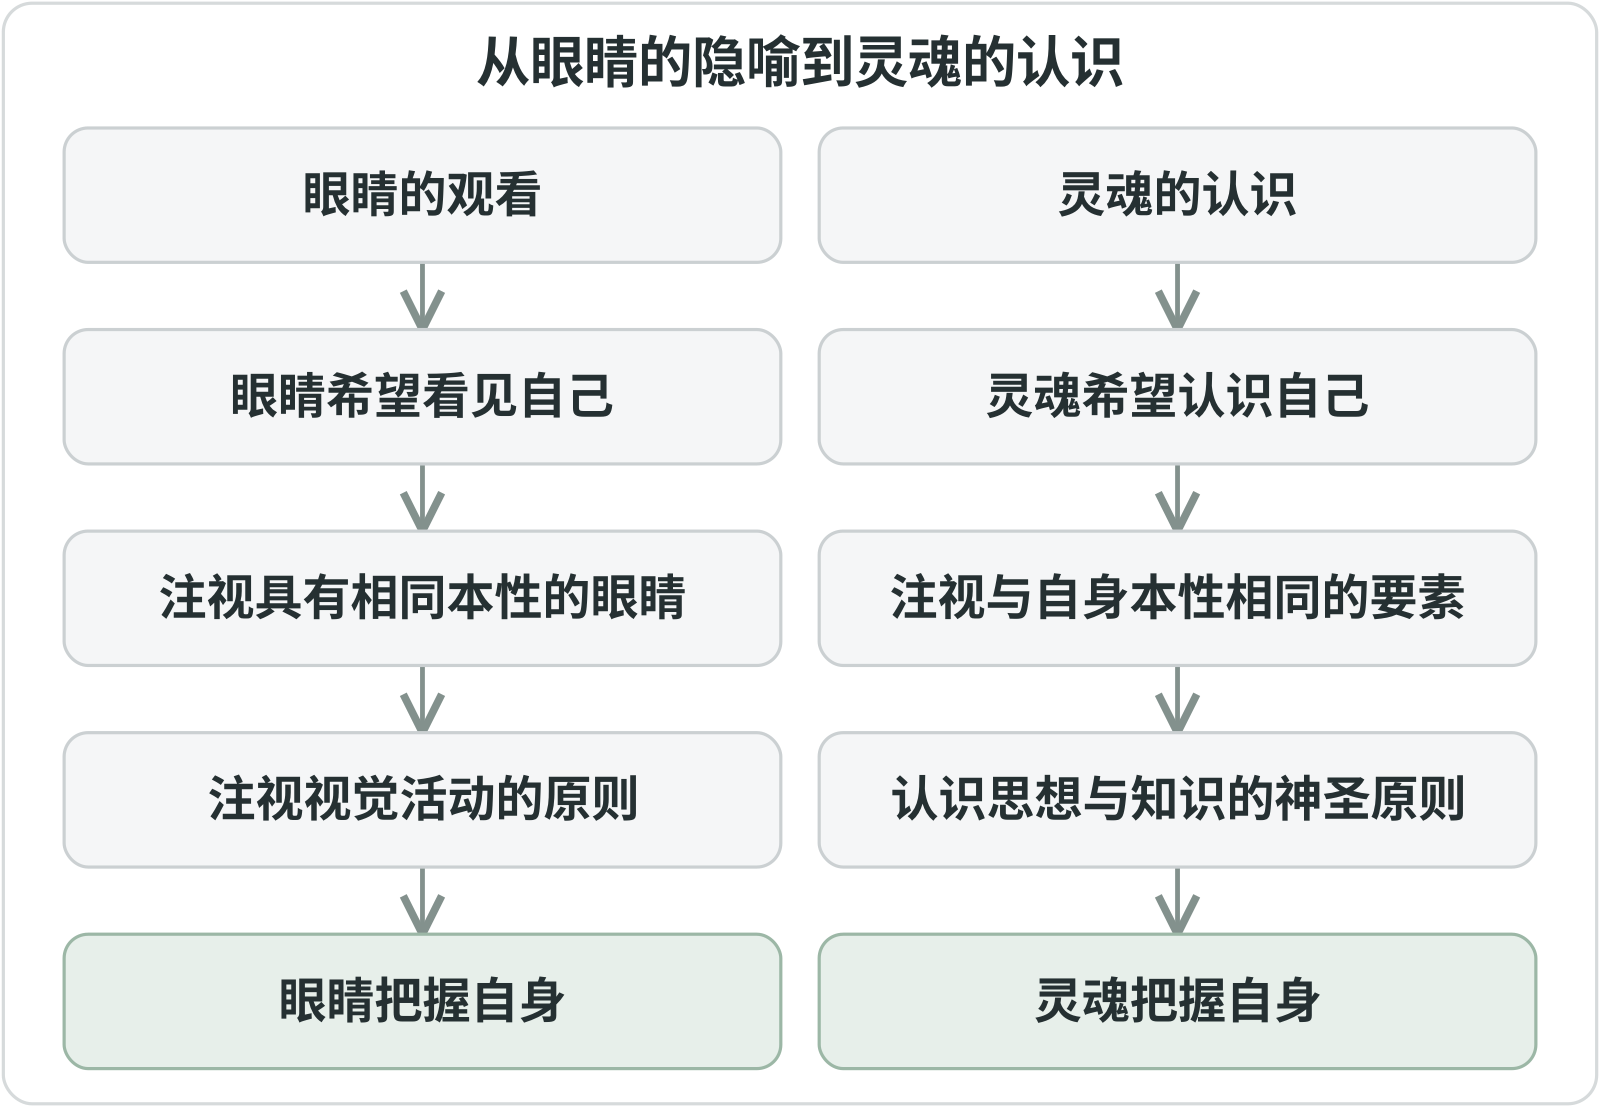 从眼睛的隐喻到灵魂的认识
眼睛的观看
灵魂的认识
眼睛希望看见自己
灵魂希望认识自己
注视具有相同本性的眼睛
注视与自身本性相同的要素
注视视觉活动的原则
认识思想与知识的神圣原则
眼睛把握自身
灵魂把握自身